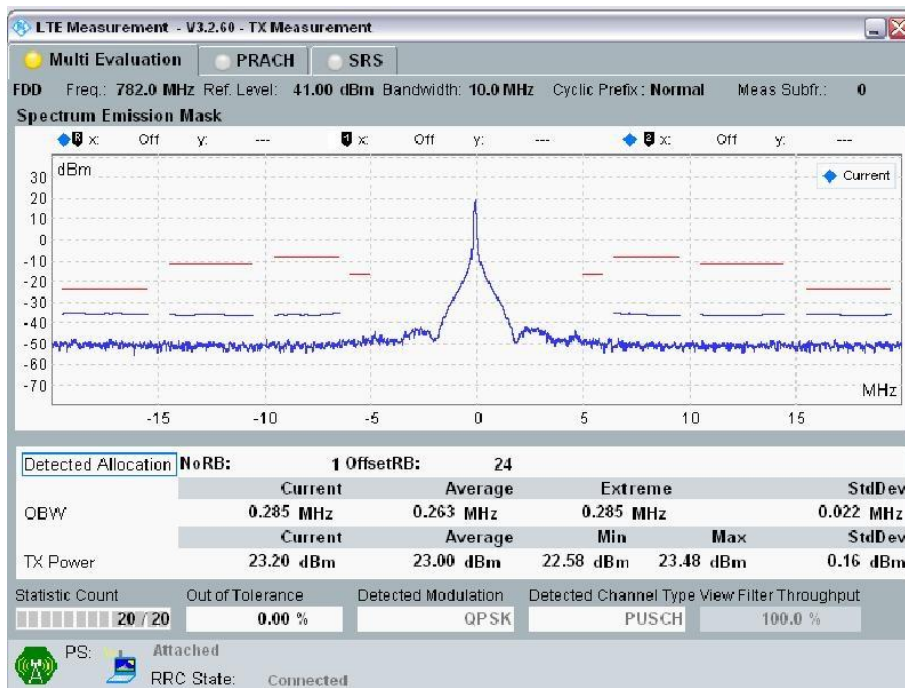 LTE Measurement - V3.2.60 - TX Measurement
Multi Evaluation PRACH SRS
FDD Freq.: 782.0 MHz Ref. Level: 41.00 dBm Bandwidth: 10.0 MHz Cyclic Prefix: Normal Meas Subfr.: 0
Spectrum Emission Mask
R x: Off y: --- 1 x: Off y: --- 2 x: Off y: ---
dBm
Current
30
20
10
0
-10
-20
-30
-40
-50
-60
-70
MHz
-15 -10 -5 0 5 10 15
Detected Allocation NoRB: 1 OffsetRB: 24
Current Average Extreme StdDev
OBW 0.285 MHz 0.263 MHz 0.285 MHz 0.022 MHz
Current Average Min Max StdDev
TX Power 23.20 dBm 23.00 dBm 22.58 dBm 23.48 dBm 0.16 dBm
Statistic Count Out of Tolerance Detected Modulation Detected Channel Type View Filter Throughput
20 / 20 0.00 % QPSK PUSCH 100.0 %
PS: Attached
RRC State: Connected